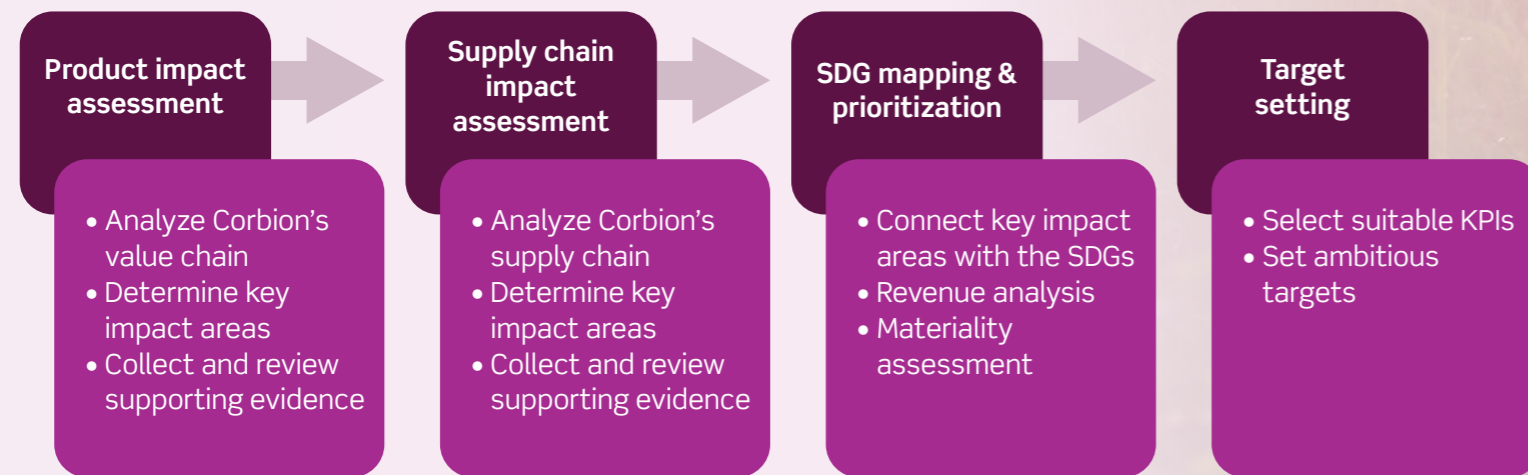 Product impact
assessment
• Analyze Corbion's
value chain
• Determine key
impact areas
• Collect and review
supporting evidence
Supply chain
impact
assessment
• Analyze Corbion's
supply chain
• Determine key
impact areas
• Collect and review
supporting evidence
SDG mapping &
prioritization
• Connect key impact
areas with the SDGs
• Revenue analysis
• Materiality
assessment
Target
setting
• Select suitable KPIs
• Set ambitious
targets